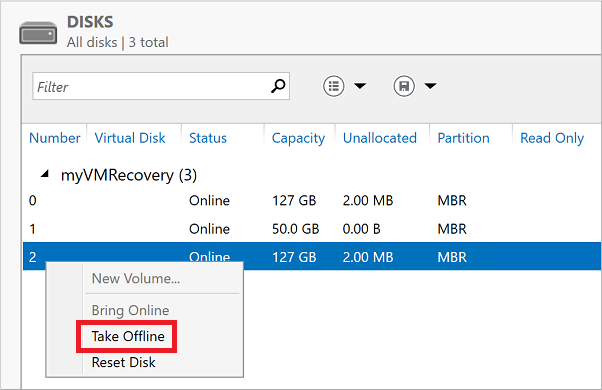 DISKS
All disks | 3 total
Filter
Number Virtual Disk Status Capacity Unallocated Partition Read Only
myVMRecovery (3)
0 Online 127 GB 2.00 MB MBR
1 Online 50.0 GB 0.00 B MBR
2 Online 127 GB 2.00 MB MBR
New Volume...
Bring Online
Take Offline
Reset Disk